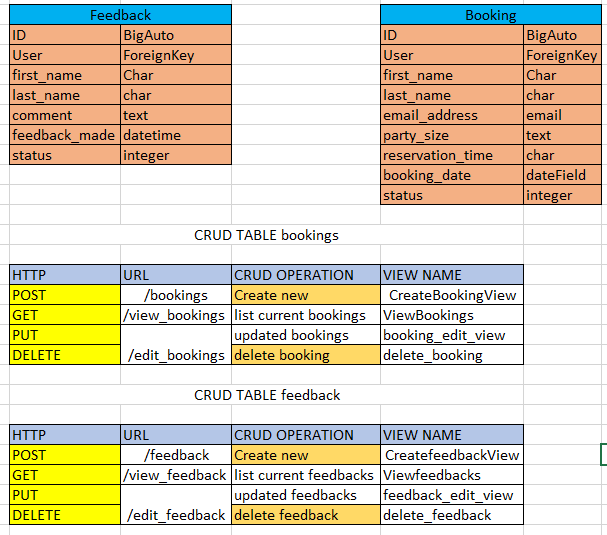 Feedback Booking
ID BigAuto ID BigAuto
User ForeignKey User ForeignKey
first_name Char first_name Char
last_name char last_name char
comment text email_address email
feedback_made datetime party_size text
status integer reservation_time char
booking_date dateField
status integer
CRUD TABLE bookings
HTTP URL CRUD OPERATION VIEW NAME
POST /bookings Create new CreateBookingView
GET /view_bookings list current bookings ViewBookings
PUT updated bookings booking_edit_view
DELETE /edit_bookings delete booking delete_booking
CRUD TABLE feedback
HTTP URL CRUD OPERATION VIEW NAME
POST /feedback Create new CreatefeedbackView
GET /view_feedback list current feedbacks Viewfeedbacks
PUT updated feedbacks feedback_edit_view
DELETE /edit_feedback delete feedback delete_feedback